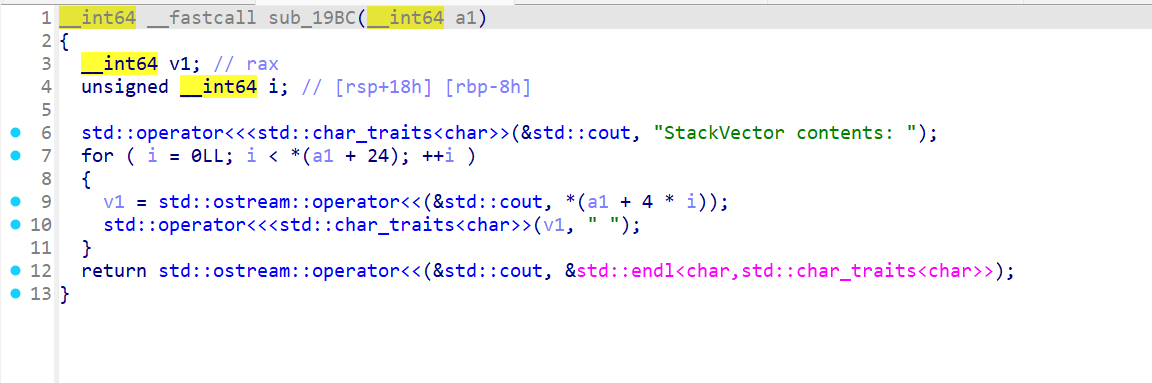 1 __int64 __fastcall sub_19BC(__int64 a1)
2 {
3   __int64 v1; // rax
4   unsigned __int64 i; // [rsp+18h] [rbp-8h]
5
6   std::operator<<<std::char_traits<char>>(&std::cout, "StackVector contents: ");
7   for ( i = 0LL; i < *(a1 + 24); ++i )
8   {
9     v1 = std::ostream::operator<<(&std::cout, *(a1 + 4 * i));
10     std::operator<<<std::char_traits<char>>(v1, " ");
11   }
12   return std::ostream::operator<<(&std::cout, &std::endl<char,std::char_traits<char>>);
13 }